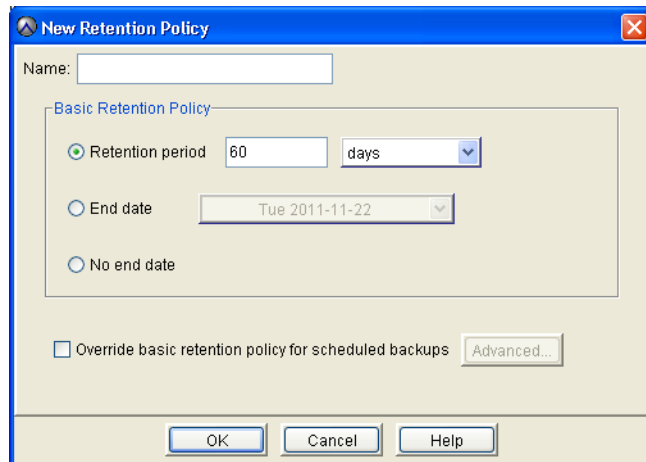 New Retention Policy
Name:
Basic Retention Policy
Retention period 60 days
End date Tue 2011-11-22
No end date
Override basic retention policy for scheduled backups Advanced...
OK Cancel Help